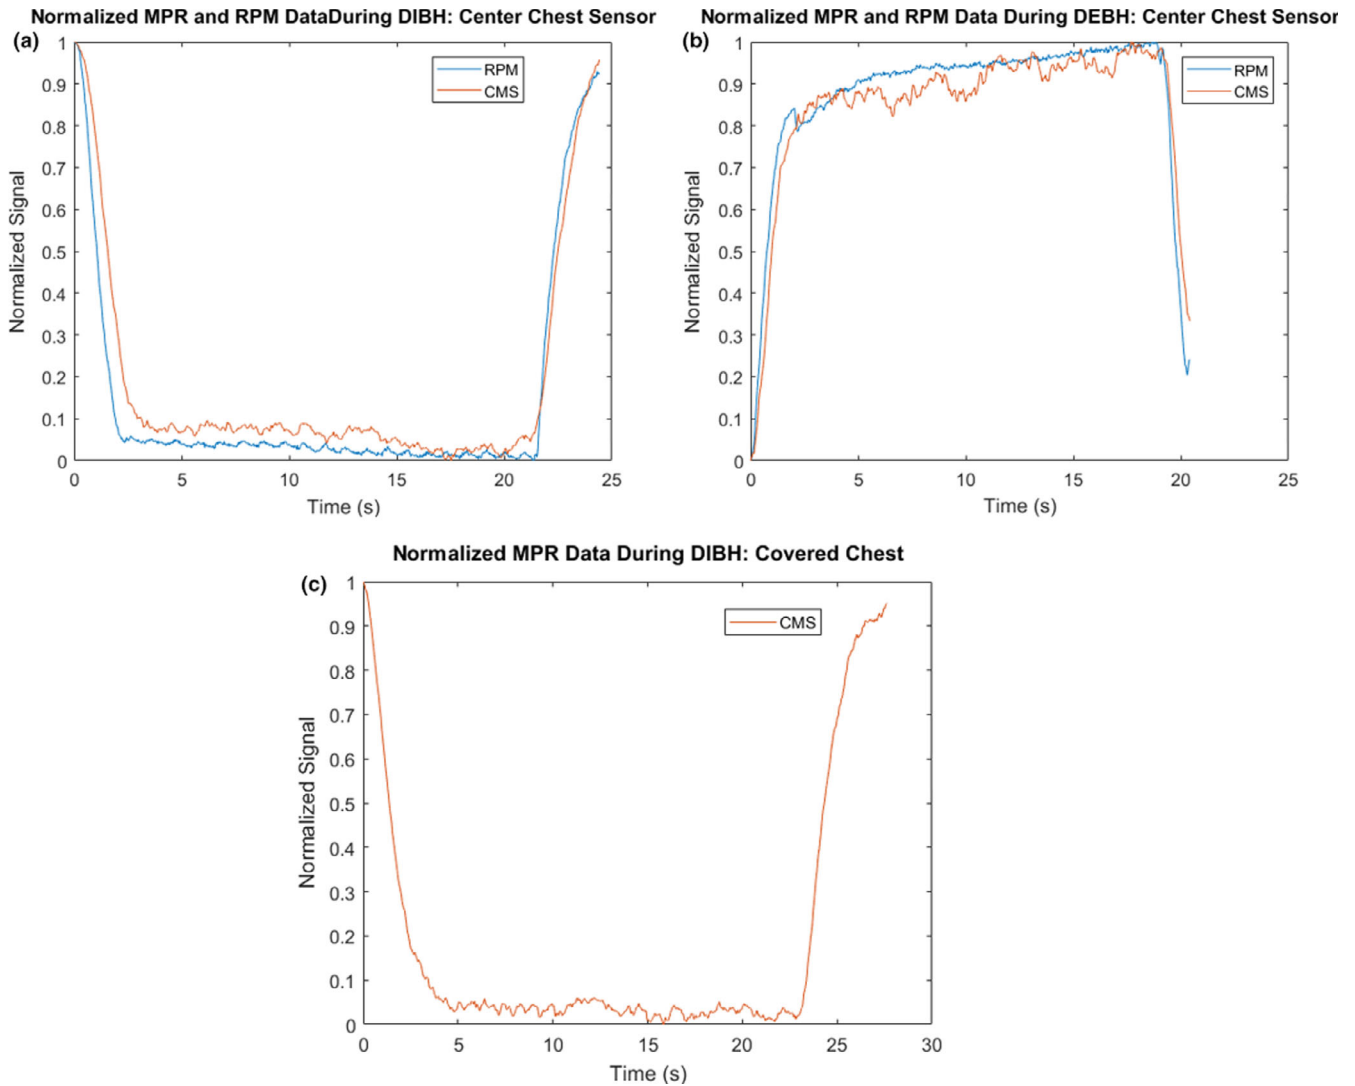 Normalized MPR and RPM DataDuring DIBH: Center Chest Sensor
(a)
1
0.9
0.8
0.7
0.6
0.5
0.4
0.3
0.2
0.1
0
Normalized Signal
RPM
CMS
0 5 10 15 20 25
Time (s)
Normalized MPR and RPM Data During DEBH: Center Chest Sensor
(b)
1
0.9
0.8
0.7
0.6
0.5
0.4
0.3
0.2
0.1
0
Normalized Signal
RPM
CMS
0 5 10 15 20 25
Time (s)
Normalized MPR Data During DIBH: Covered Chest
(c)
1
0.9
0.8
0.7
0.6
0.5
0.4
0.3
0.2
0.1
0
Normalized Signal
CMS
0 5 10 15 20 25 30
Time (s)